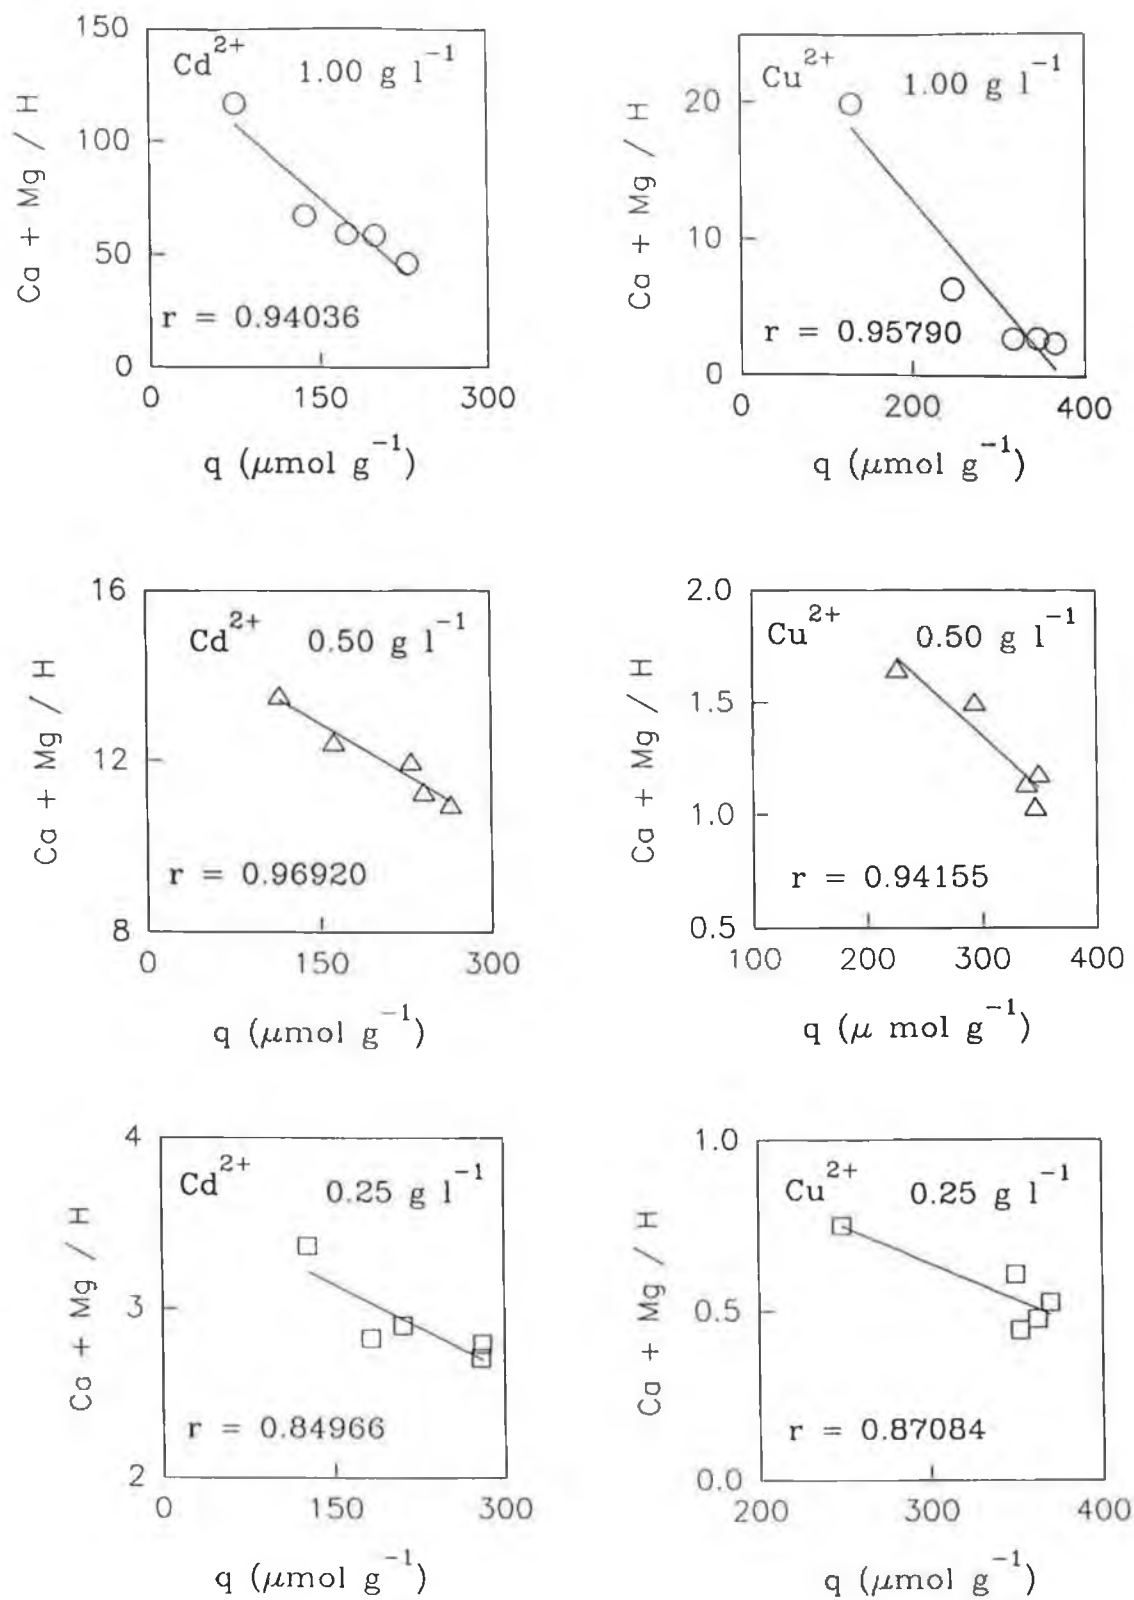 150
100
50
0
Ca + Mg / H
Cd²⁺ 1.00 g l⁻¹
r = 0.94036
0 150 300
q (μmol g⁻¹)
20
10
0
Ca + Mg / H
Cu²⁺ 1.00 g l⁻¹
r = 0.95790
0 200 400
q (μmol g⁻¹)
16
12
8
Ca + Mg / H
Cd²⁺ 0.50 g l⁻¹
r = 0.96920
0 150 300
q (μmol g⁻¹)
2.0
1.5
1.0
0.5
Ca + Mg / H
Cu²⁺ 0.50 g l⁻¹
r = 0.94155
100 200 300 400
q (μ mol g⁻¹)
4
3
2
Ca + Mg / H
Cd²⁺ 0.25 g l⁻¹
r = 0.84966
0 150 300
q (μmol g⁻¹)
1.0
0.5
0.0
Ca + Mg / H
Cu²⁺ 0.25 g l⁻¹
r = 0.87084
200 300 400
q (μmol g⁻¹)